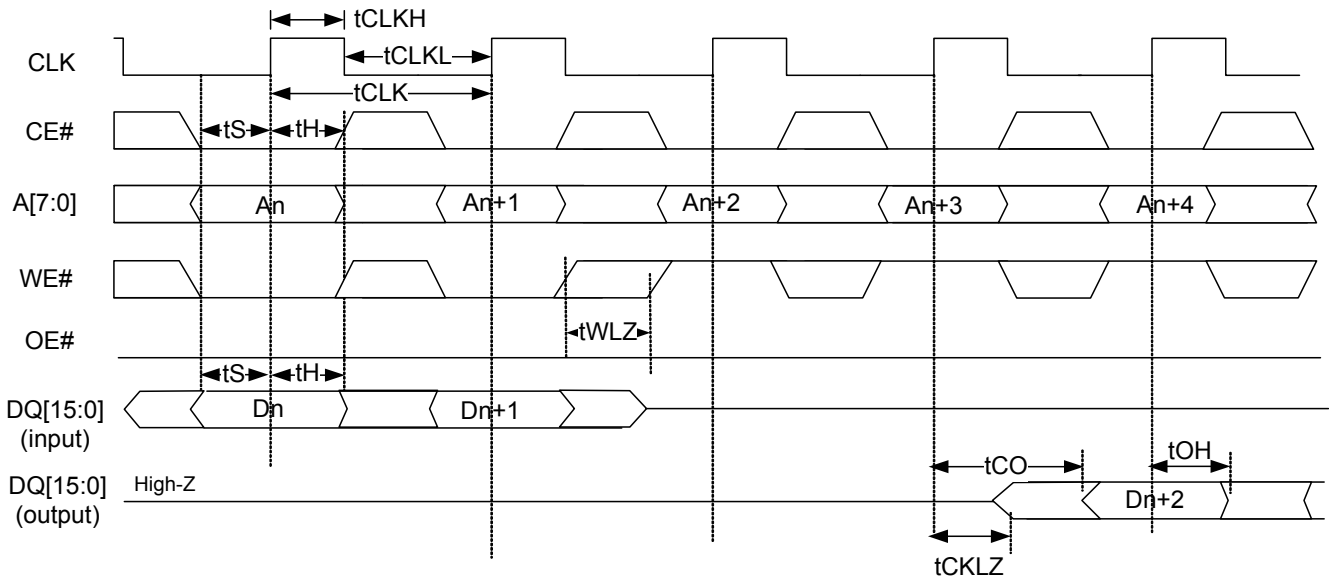 tCLKH
CLK
tCLKL
tCLK
CE#
tS
tH
A[7:0]
An
An+1
An+2
An+3
An+4
WE#
tWLZ
OE#
tS
tH
DQ[15:0]
(input)
Dn
Dn+1
tCO
tOH
DQ[15:0]
(output)
High-Z
Dn+2
tCKLZ